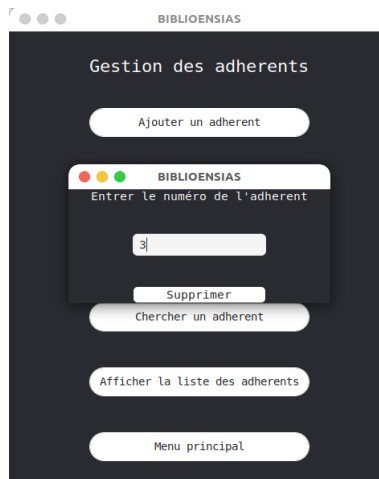 BIBLIOENSIAS
Gestion des adherents
Ajouter un adherent
BIBLIOENSIAS
Entrer le numéro de l'adherent
3
Supprimer
Chercher un adherent
Afficher la liste des adherents
Menu principal